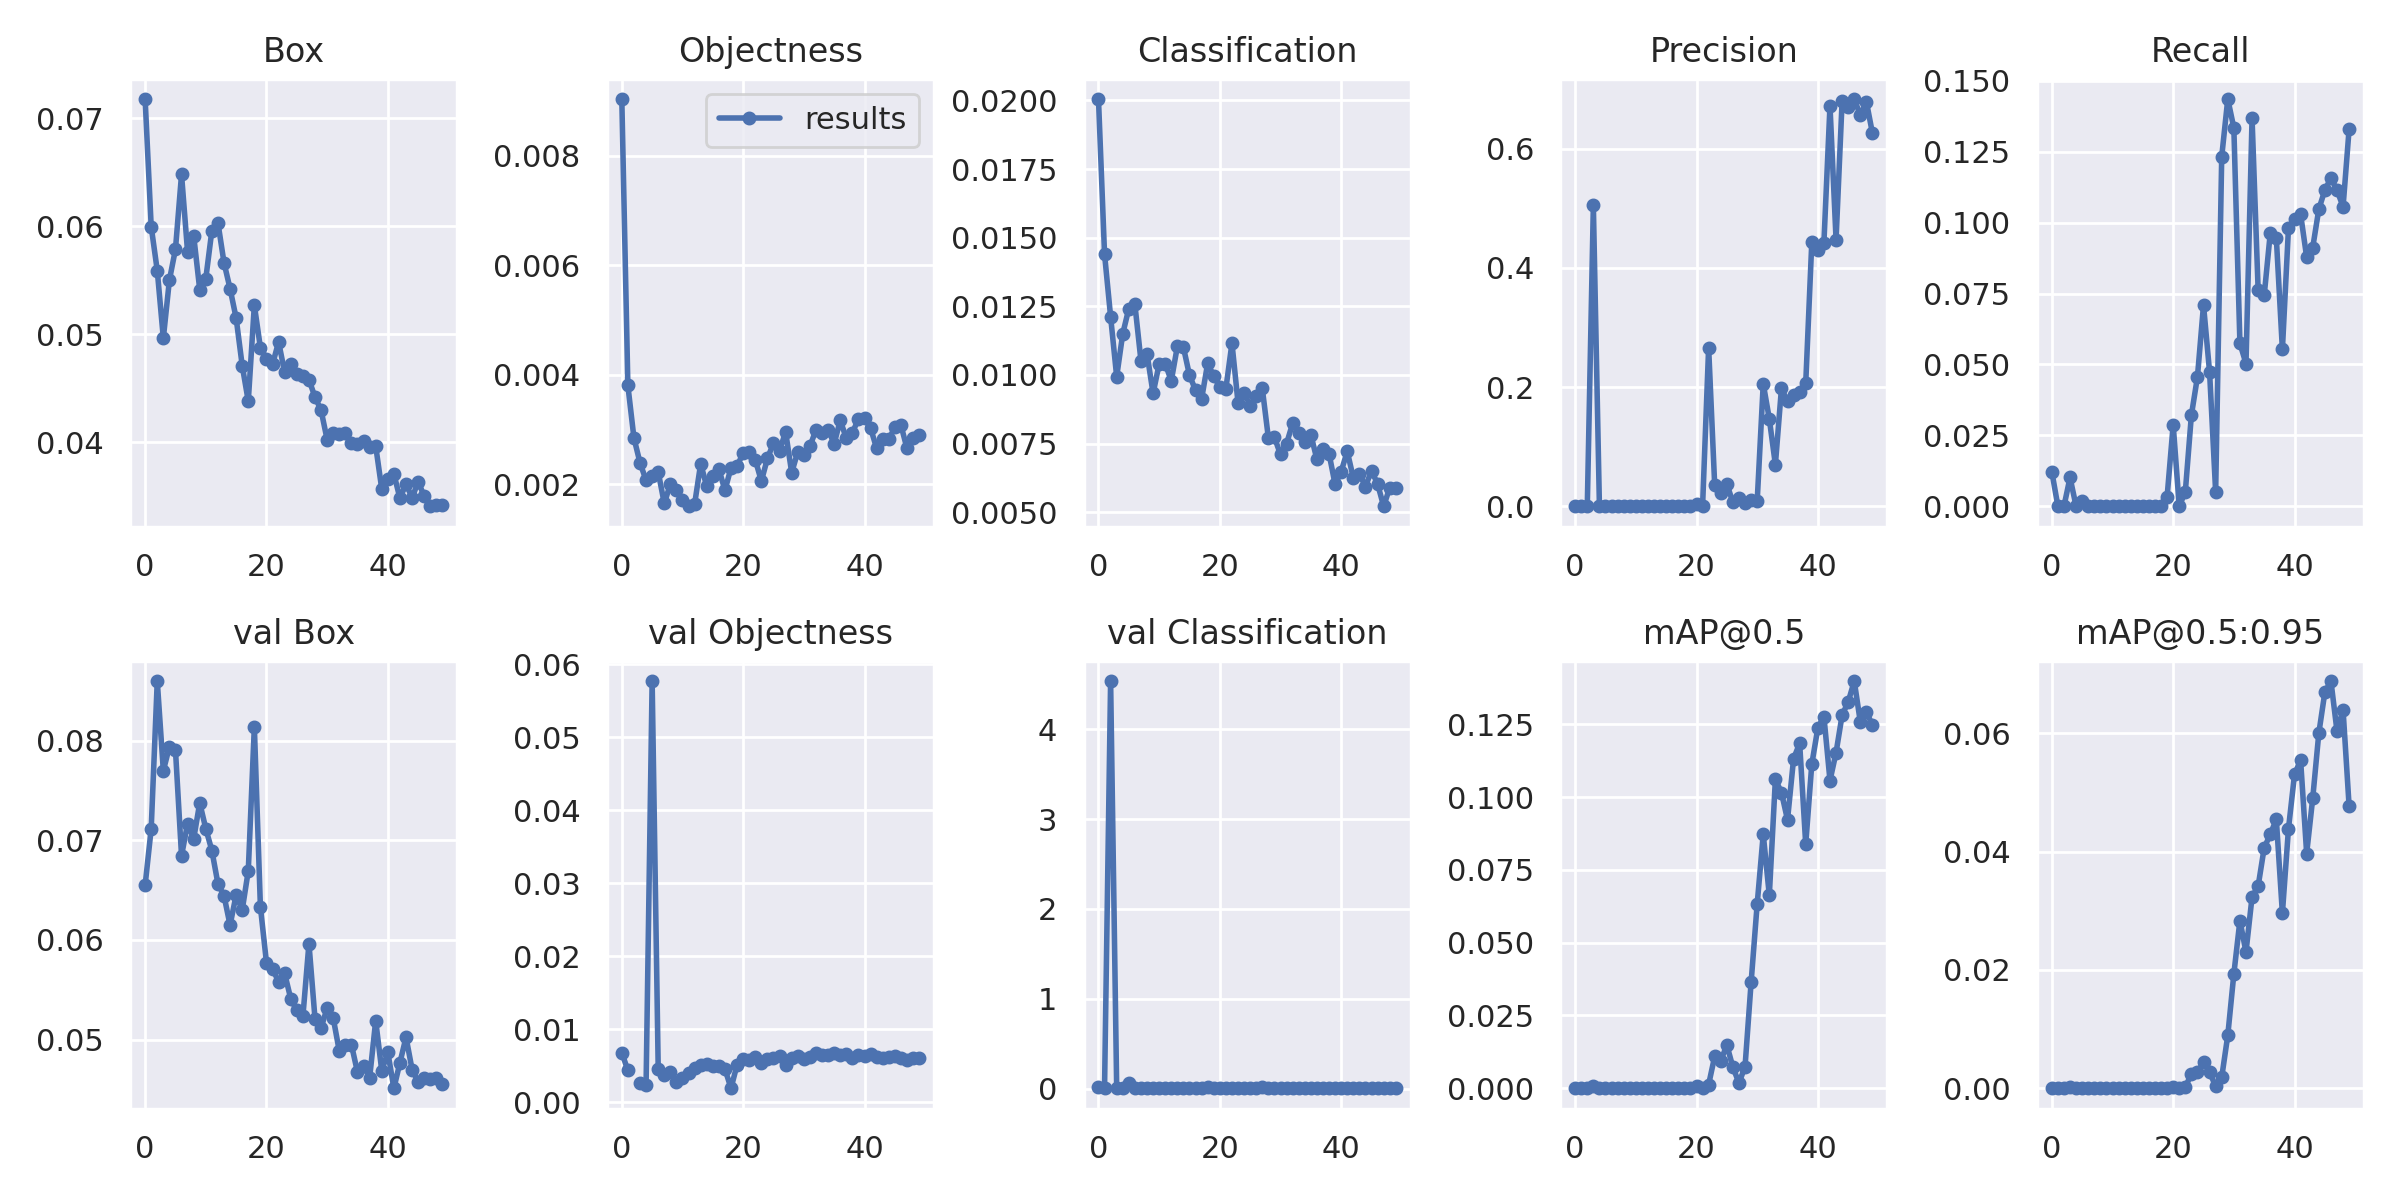 Box
Objectness
Classification
Precision
Recall
0.07
0.06
0.05
0.04
0 20 40
results
0.008
0.006
0.004
0.002
0 20 40
0.0200
0.0175
0.0150
0.0125
0.0100
0.0075
0.0050
0 20 40
0.6
0.4
0.2
0.0
0 20 40
0.150
0.125
0.100
0.075
0.050
0.025
0.000
0 20 40
val Box
val Objectness
val Classification
mAP@0.5
mAP@0.5:0.95
0.08
0.07
0.06
0.05
0 20 40
0.06
0.05
0.04
0.03
0.02
0.01
0.00
0 20 40
4
3
2
1
0
0 20 40
0.125
0.100
0.075
0.050
0.025
0.000
0 20 40
0.06
0.04
0.02
0.00
0 20 40